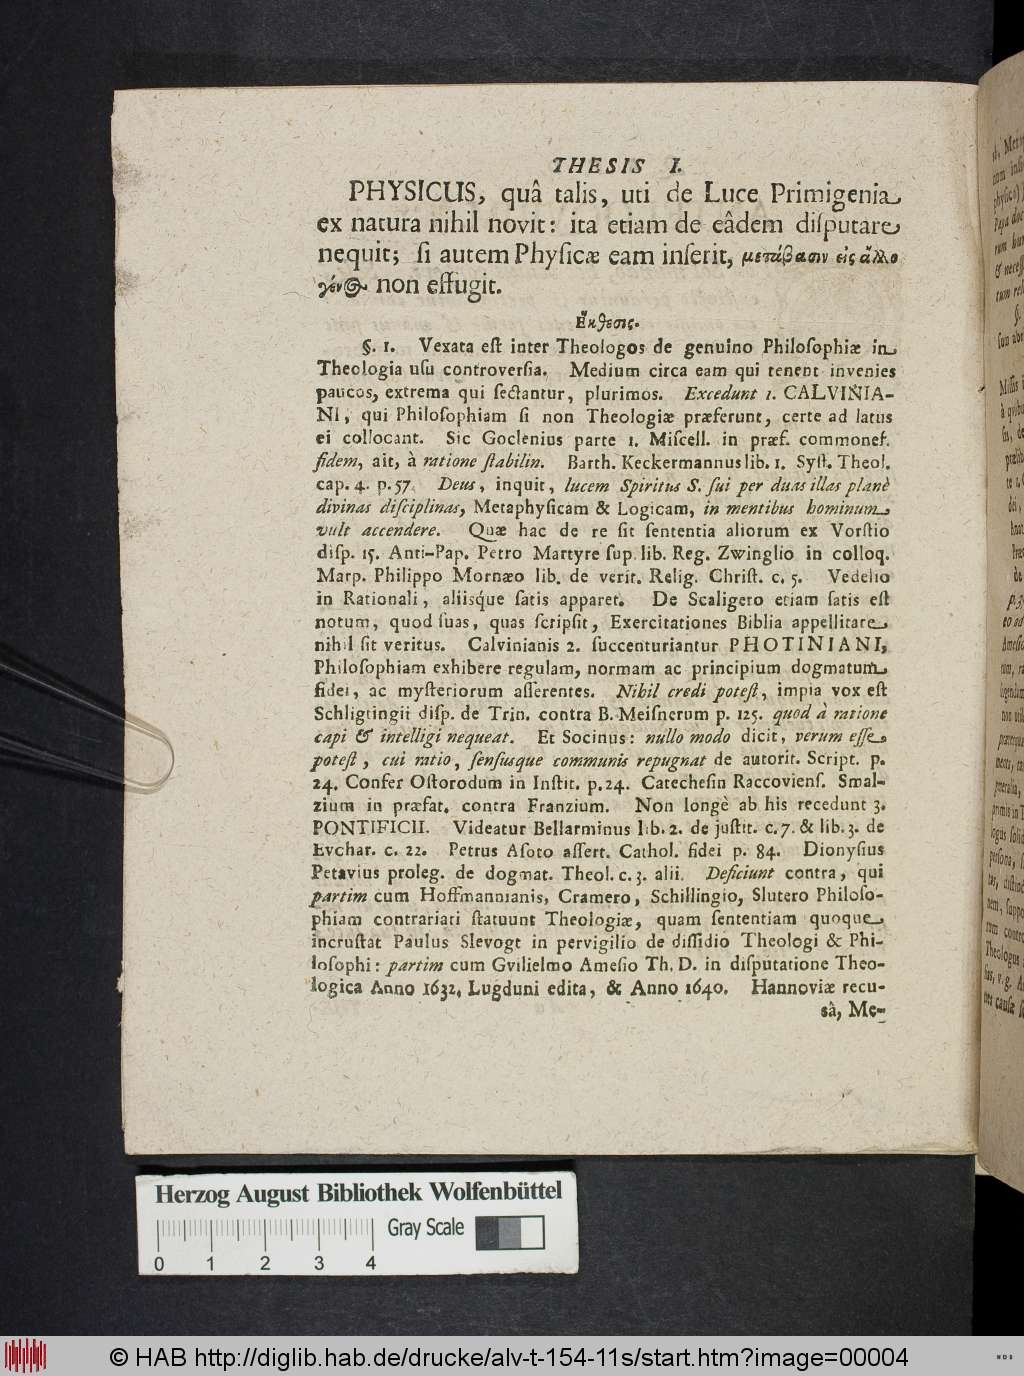 THESIS I.
PHYSICUS, quâ talis, uti de Luce Primigenia
ex natura nihil novit: ita etiam de eâdem diſputare
nequit; ſi autem Phyſicæ eam inſerit, μετάβασιν εἰς ἄλλο
γένος non effugit.
Ἔκθεσις.
§. 1. Vexata eſt inter Theologos de genuino Philoſophiæ in
Theologia uſu controverſia. Medium circa eam qui tenent invenies
paucos, extrema qui ſectantur, plurimos. Excedunt 1. CALVINIA-
NI, qui Philoſophiam ſi non Theologiæ præferunt, certe ad latus
ei collocant. Sic Goclenius parte 1. Miſcell. in præf. commonef.
fidem, ait, à ratione ſtabilin. Barth. Keckermannus lib. 1. Syſt. Theol.
cap. 4. p. 57. Deus, inquit, lucem Spiritus S. ſui per duas illas planè
divinas diſciplinas, Metaphyſicam & Logicam, in mentibus hominum
vult accendere. Quæ hac de re ſit ſententia aliorum ex Vorſtio
diſp. 15. Anti-Pap. Petro Martyre ſup. lib. Reg. Zwinglio in colloq.
Marp. Philippo Mornæo lib. de verit. Relig. Chriſt. c. 5. Vedelio
in Rationali, aliisq́ue ſatis apparet. De Scaligero etiam ſatis eſt
notum, quod ſuas, quas ſcripſit, Exercitationes Biblia appellitare
nihil ſit veritus. Calvinianis 2. ſuccenturiantur PHOTINIANI,
Philoſophiam exhibere regulam, normam ac principium dogmatum
fidei, ac myſteriorum aſſerentes. Nihil credi poteſt, impia vox eſt
Schligtingii diſp. de Trin. contra B. Meiſnerum p. 125. quod à ratione
capi & intelligi nequeat. Et Socinus: nullo modo dicit, verum eſſe
poteſt, cui ratio, ſenſusque communis repugnat de autorit. Script. p.
24. Confer Oſtorodum in Inſtit. p. 24. Catecheſin Raccovienſ. Smal-
zium in præfat. contra Franzium. Non longè ab his recedunt 3.
PONTIFICII. Videatur Bellarminus lib. 2. de juſtit. c. 7. & lib. 3. de
Evchar. c. 22. Petrus Aſoto aſſert. Cathol. fidei p. 84. Dionyſius
Petavius proleg. de dogmat. Theol. c. 3. alii. Deficiunt contra, qui
partim cum Hoffmannianis, Cramero, Schillingio, Slutero Philoſo-
phiam contrariari ſtatuunt Theologiæ, quam ſententiam quoque
incruſtat Paulus Slevogt in pervigilio de diſſidio Theologi & Phi-
loſophi: partim cum Gvilielmo Ameſio Th. D. in diſputatione Theo-
logica Anno 1632, Lugduni edita, & Anno 1640. Hannoviæ recu-
sâ, Me-
Herzog August Bibliothek Wolfenbüttel
Gray Scale
0 1 2 3 4
© HAB http://diglib.hab.de/drucke/alv-t-154-11s/start.htm?image=00004